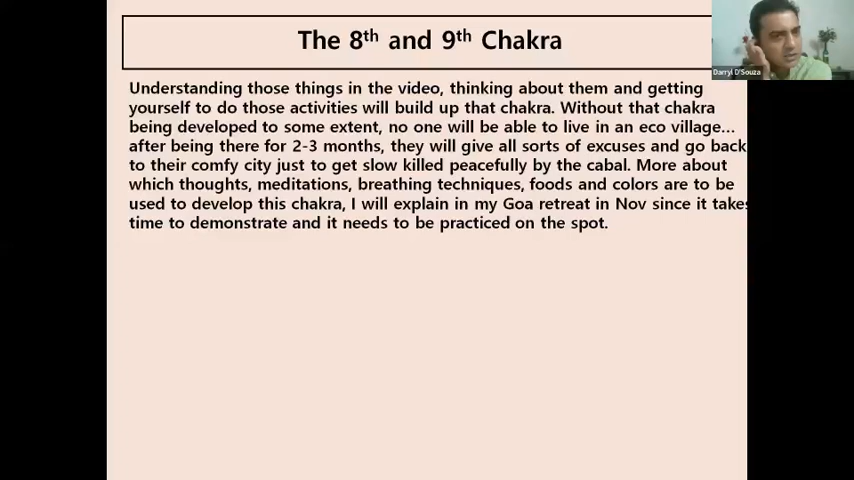 The 8th and 9th Chakra
Darryl D'Souza
Understanding those things in the video, thinking about them and getting
yourself to do those activities will build up that chakra. Without that chakra
being developed to some extent, no one will be able to live in an eco village...
after being there for 2-3 months, they will give all sorts of excuses and go back
to their comfy city just to get slow killed peacefully by the cabal. More about
which thoughts, meditations, breathing techniques, foods and colors are to be
used to develop this chakra, I will explain in my Goa retreat in Nov since it takes
time to demonstrate and it needs to be practiced on the spot.